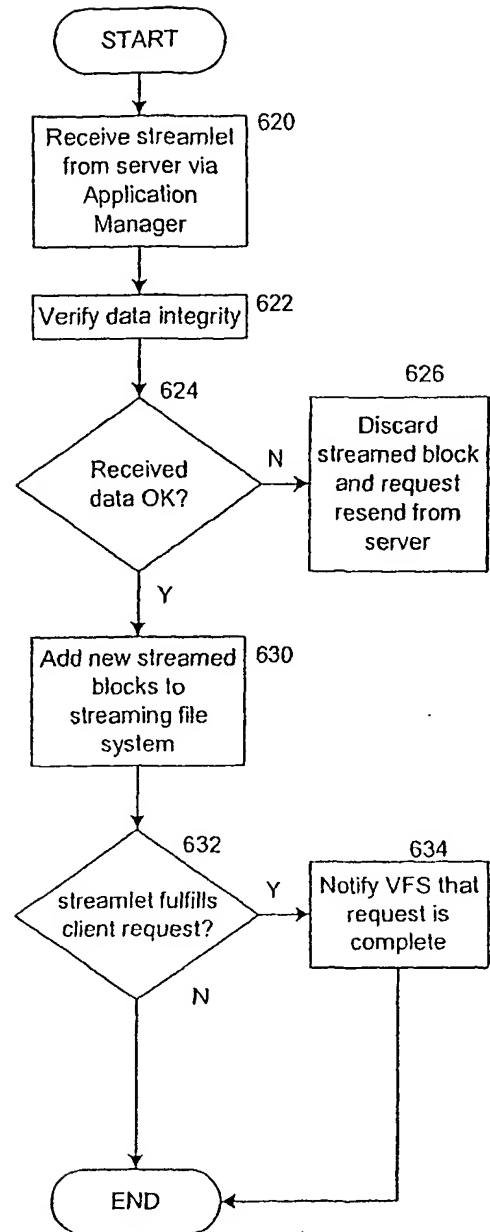 START
620
Receive streamlet
from server via
Application
Manager
Verify data integrity
622
624
Received
data OK?
N
626
Discard
streamed block
and request
resend from
server
Y
Add new streamed
blocks to
streaming file
system
630
632
streamlet fulfills
client request?
Y
634
Notify VFS that
request is
complete
N
END